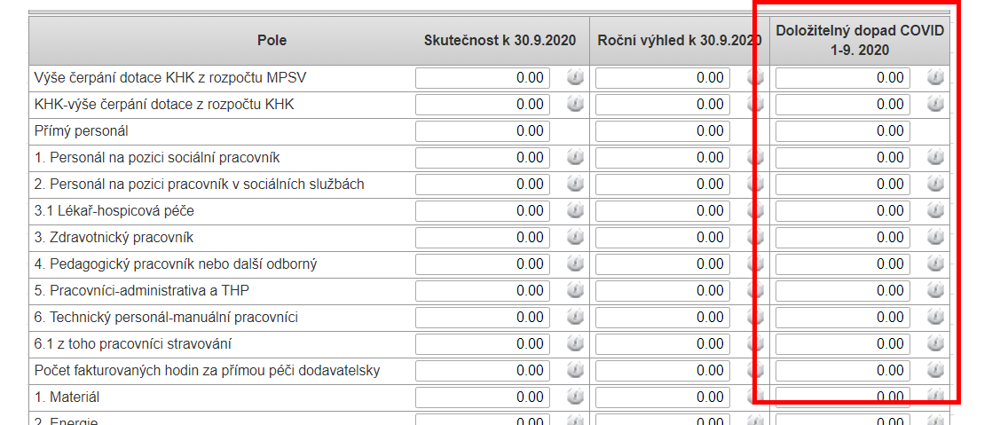 Pole Skutečnost k 30.9.2020 Roční výhled k 30.9.2020 Doložitelný dopad COVID
1-9. 2020
Výše čerpání dotace KHK z rozpočtu MPSV 0.00 0.00 0.00
KHK-výše čerpání dotace z rozpočtu KHK 0.00 0.00 0.00
Přímý personál 0.00 0.00 0.00
1. Personál na pozici sociální pracovník 0.00 0.00 0.00
2. Personál na pozici pracovník v sociálních službách 0.00 0.00 0.00
3.1 Lékař-hospicová péče 0.00 0.00 0.00
3. Zdravotnický pracovník 0.00 0.00 0.00
4. Pedagogický pracovník nebo další odborný 0.00 0.00 0.00
5. Pracovníci-administrativa a THP 0.00 0.00 0.00
6. Technický personál-manuální pracovníci 0.00 0.00 0.00
6.1 z toho pracovníci stravování 0.00 0.00 0.00
Počet fakturovaných hodin za přímou péči dodavatelsky 0.00 0.00 0.00
1. Materiál 0.00 0.00 0.00
2. Energie 0.00 0.00 0.00